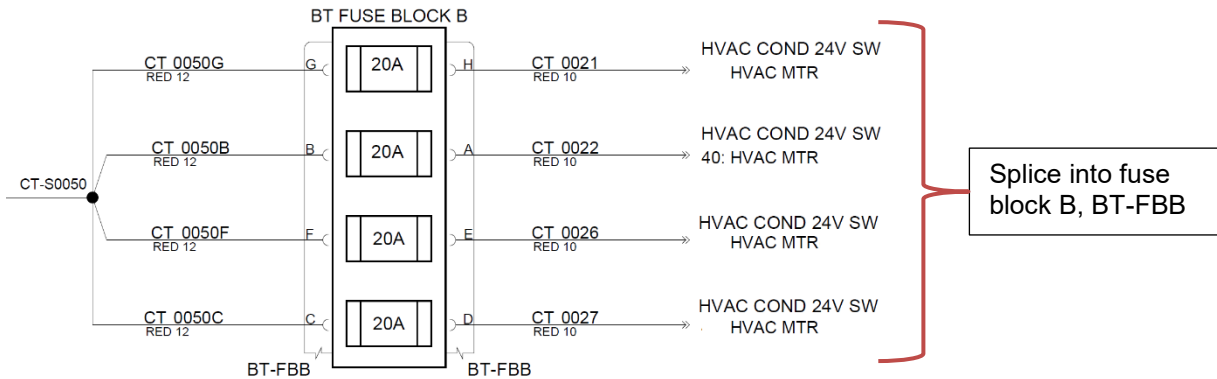 BT FUSE BLOCK B
CT 0050G
RED 12
G
20A
H
CT 0021
RED 10
HVAC COND 24V SW
HVAC MTR
CT 0050B
RED 12
B
20A
A
CT 0022
RED 10
HVAC COND 24V SW
40: HVAC MTR
CT-S0050
Splice into fuse
block B, BT-FBB
CT 0050F
RED 12
F
20A
E
CT 0026
RED 10
HVAC COND 24V SW
HVAC MTR
CT 0050C
RED 12
C
20A
D
CT 0027
RED 10
HVAC COND 24V SW
HVAC MTR
BT-FBB
BT-FBB